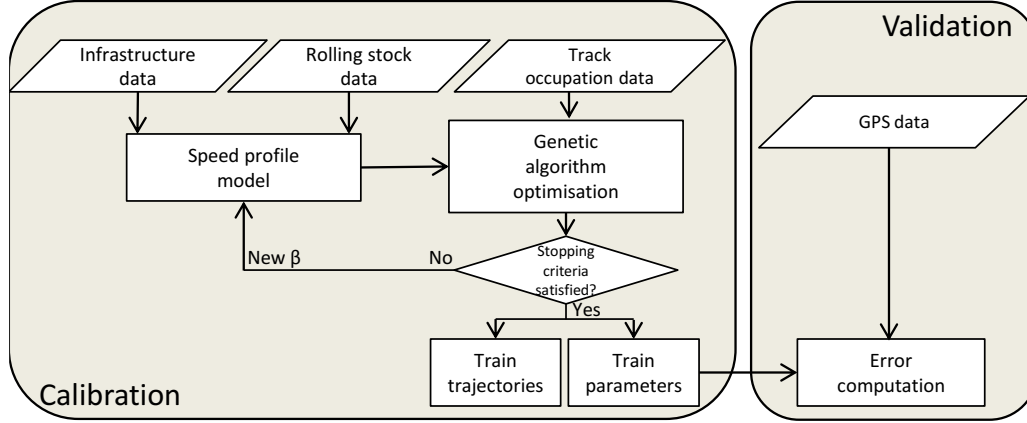 Validation
Infrastructure
data
Rolling stock
data
Track
occupation data
GPS data
Speed profile
model
Genetic
algorithm
optimisation
New β
No
Stopping
criteria
satisfied?
Yes
Train
trajectories
Train
parameters
Error
computation
Calibration